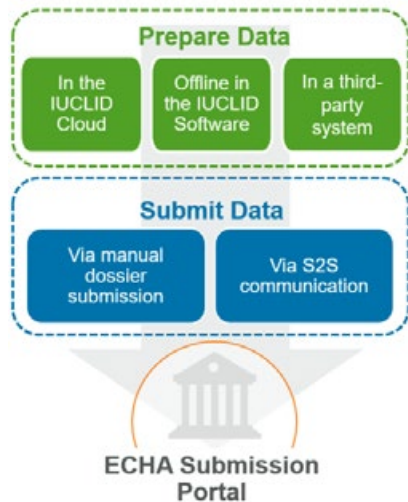 Prepare Data
In the
IUCLID
Cloud
Offline in
the IUCLID
Software
In a third-
party
system
Submit Data
Via manual
dossier
submission
Via S2S
communication
ECHA Submission
Portal